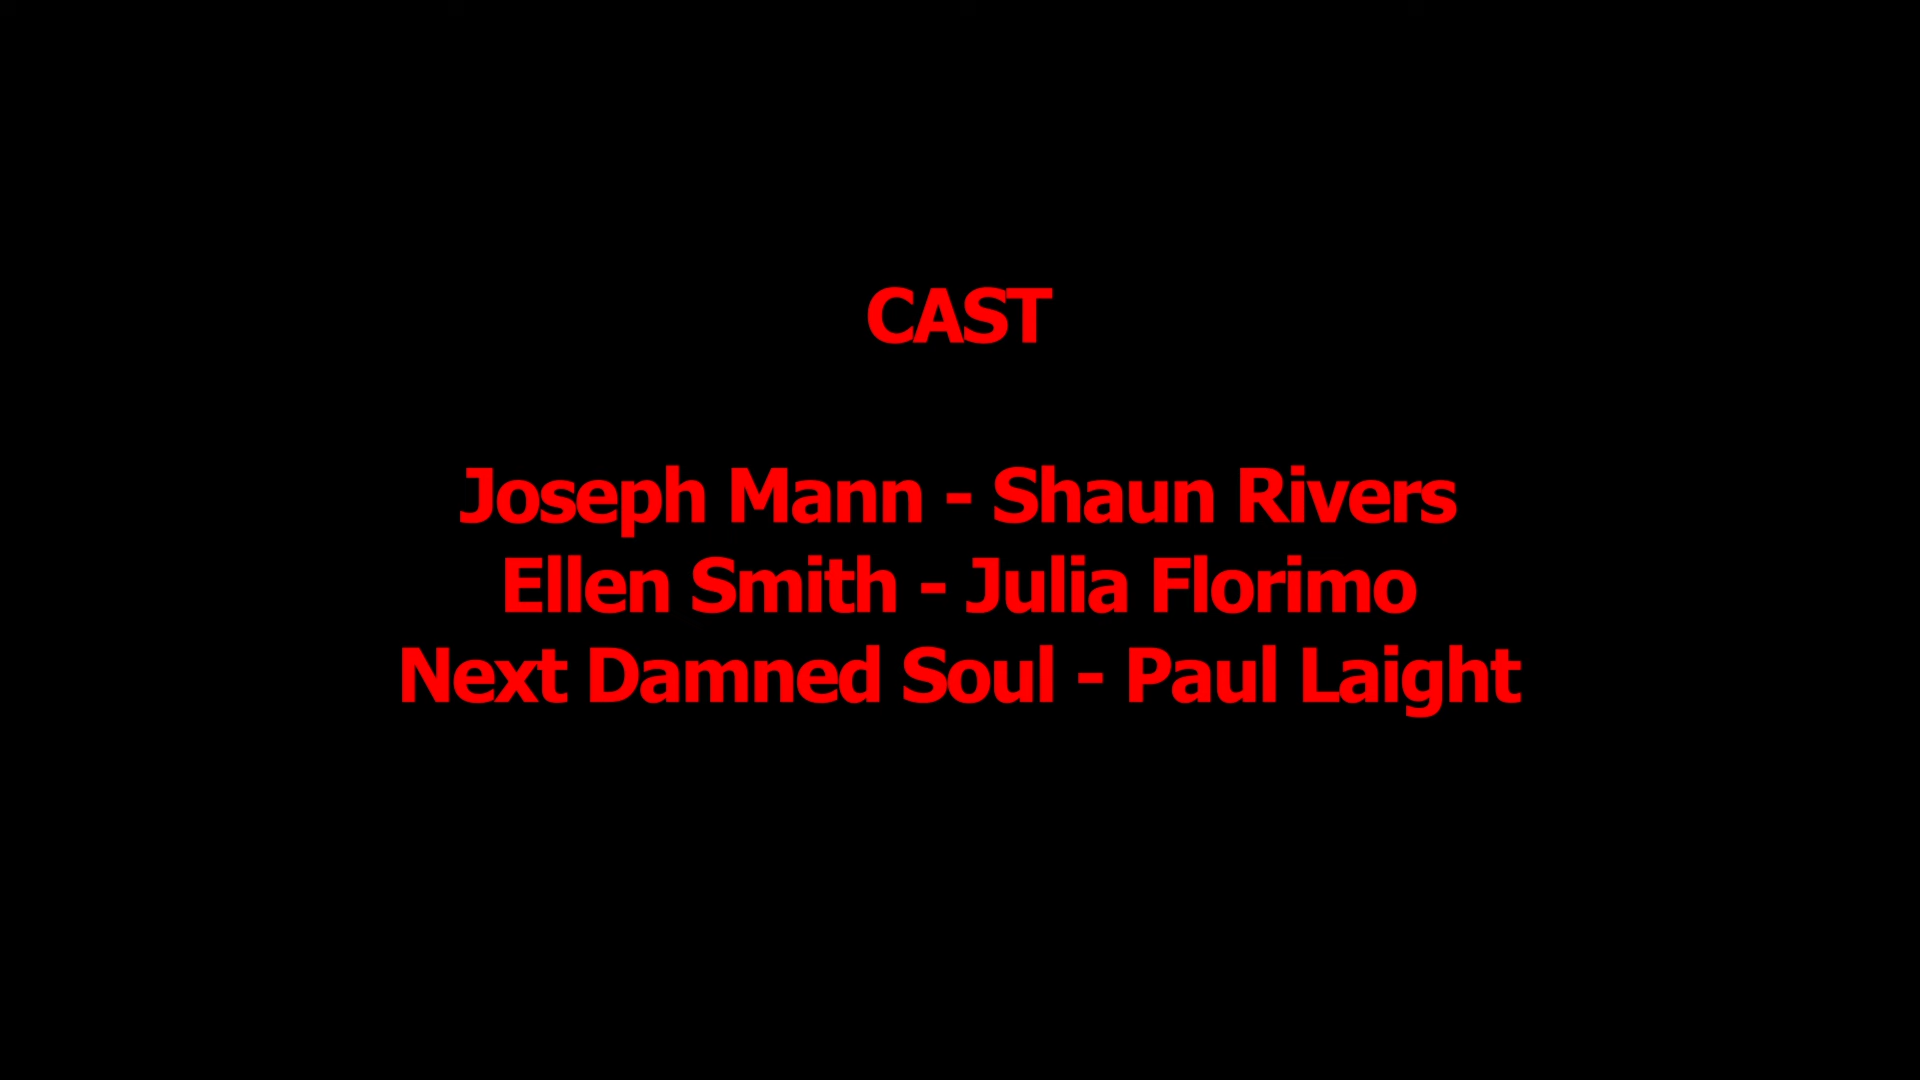 CAST
Joseph Mann - Shaun Rivers
Ellen Smith - Julia Florimo
Next Damned Soul - Paul Laight